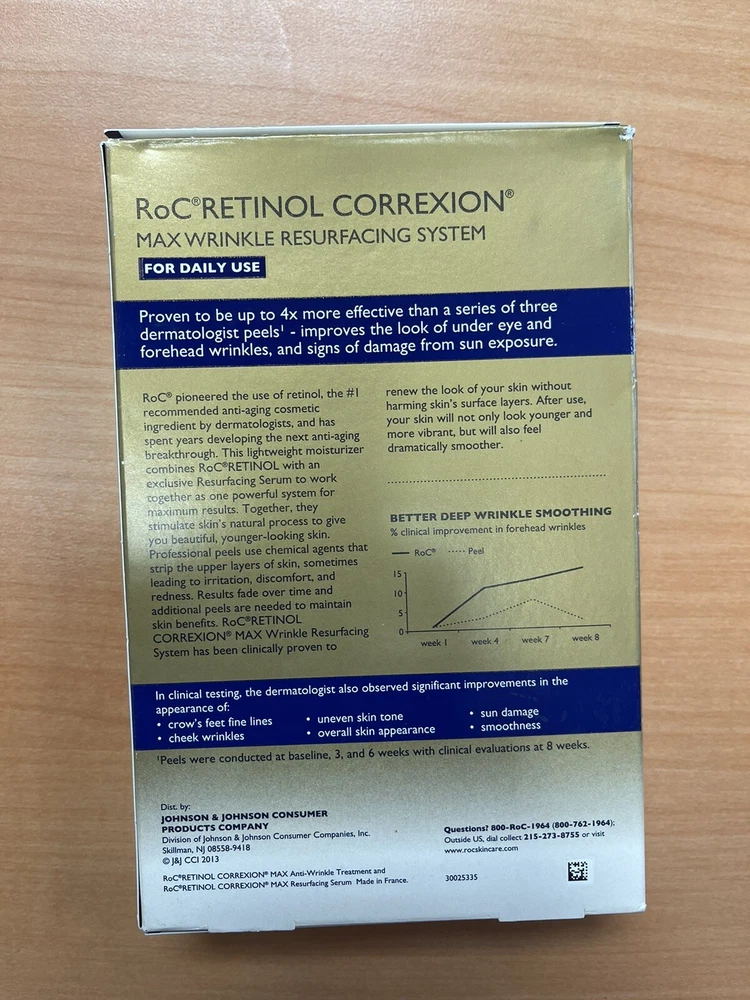 RoC®RETINOL CORREXION®
MAX WRINKLE RESURFACING SYSTEM
FOR DAILY USE
Proven to be up to 4x more effective than a series of three
dermatologist peels¹ - improves the look of under eye and
forehead wrinkles, and signs of damage from sun exposure.
RoC® pioneered the use of retinol, the #1
recommended anti-aging cosmetic
ingredient by dermatologists, and has
spent years developing the next anti-aging
breakthrough. This lightweight moisturizer
combines RoC®RETINOL with an
exclusive Resurfacing Serum to work
together as one powerful system for
maximum results. Together, they
stimulate skin's natural process to give
you beautiful, younger-looking skin.
Professional peels use chemical agents that
strip the upper layers of skin, sometimes
leading to irritation, discomfort, and
redness. Results fade over time and
additional peels are needed to maintain
skin benefits. RoC®RETINOL
CORREXION® MAX Wrinkle Resurfacing
System has been clinically proven to
renew the look of your skin without
harming skin's surface layers. After use,
your skin will not only look younger and
more vibrant, but will also feel
dramatically smoother.
BETTER DEEP WRINKLE SMOOTHING
% clinical improvement in forehead wrinkles
RoC® Peel
15
10
5
0
week 1 week 4 week 7 week 8
In clinical testing, the dermatologist also observed significant improvements in the
appearance of:
• crow's feet fine lines • uneven skin tone • sun damage
• cheek wrinkles • overall skin appearance • smoothness
¹Peels were conducted at baseline, 3, and 6 weeks with clinical evaluations at 8 weeks.
Dist. by:
JOHNSON & JOHNSON CONSUMER
PRODUCTS COMPANY
Division of Johnson & Johnson Consumer Companies, Inc.
Skillman, NJ 08558-9418
© J&J CCI 2013
RoC®RETINOL CORREXION® MAX Anti-Wrinkle Treatment and
RoC®RETINOL CORREXION® MAX Resurfacing Serum Made in France.
Questions? 800-RoC-1964 (800-762-1964);
Outside US, dial collect 215-273-8755 or visit
www.rocskincare.com
30025335